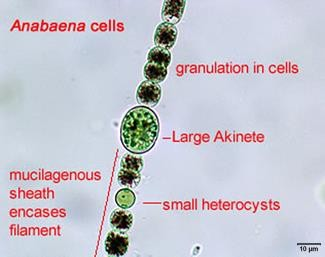 Anabaena cells
granulation in cells
Large Akinete
mucilagenous
sheath
encases
filament
small heterocysts
10 µm